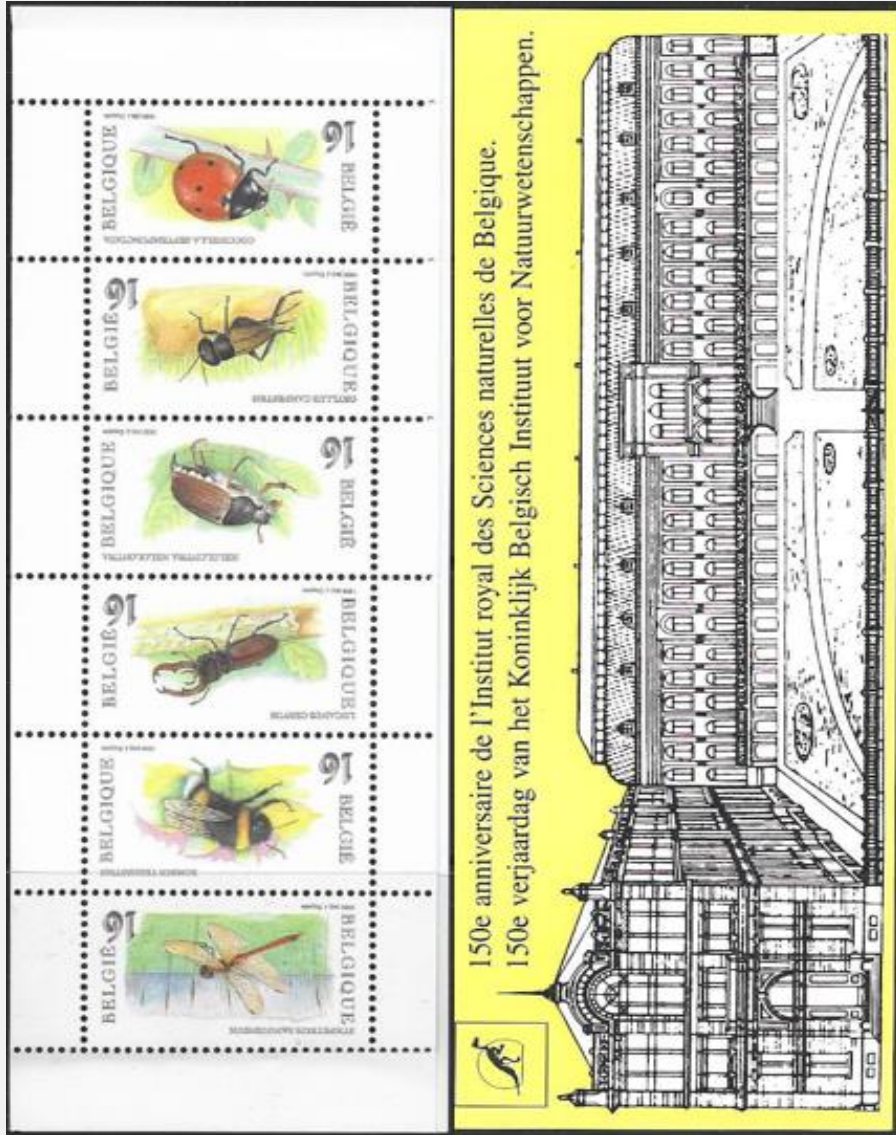 16
BELGIQUE
BELGIË
COCCINELLA SEPTEMPUNCTATA
16
BELGIË
BELGIQUE
GRYLLUS CAMPESTRIS
16
BELGIQUE
BELGIË
MELOLONTHA MELOLONTHA
16
BELGIË
BELGIQUE
LUCANUS CERVUS
16
BELGIQUE
BELGIË
BOMBUS TERRESTRIS
16
BELGIË
BELGIQUE
SYMPETRUM SANGUINEUM
150e anniversaire de l'Institut royal des Sciences naturelles de Belgique.
150e verjaardag van het Koninklijk Belgisch Instituut voor Natuurwetenschappen.